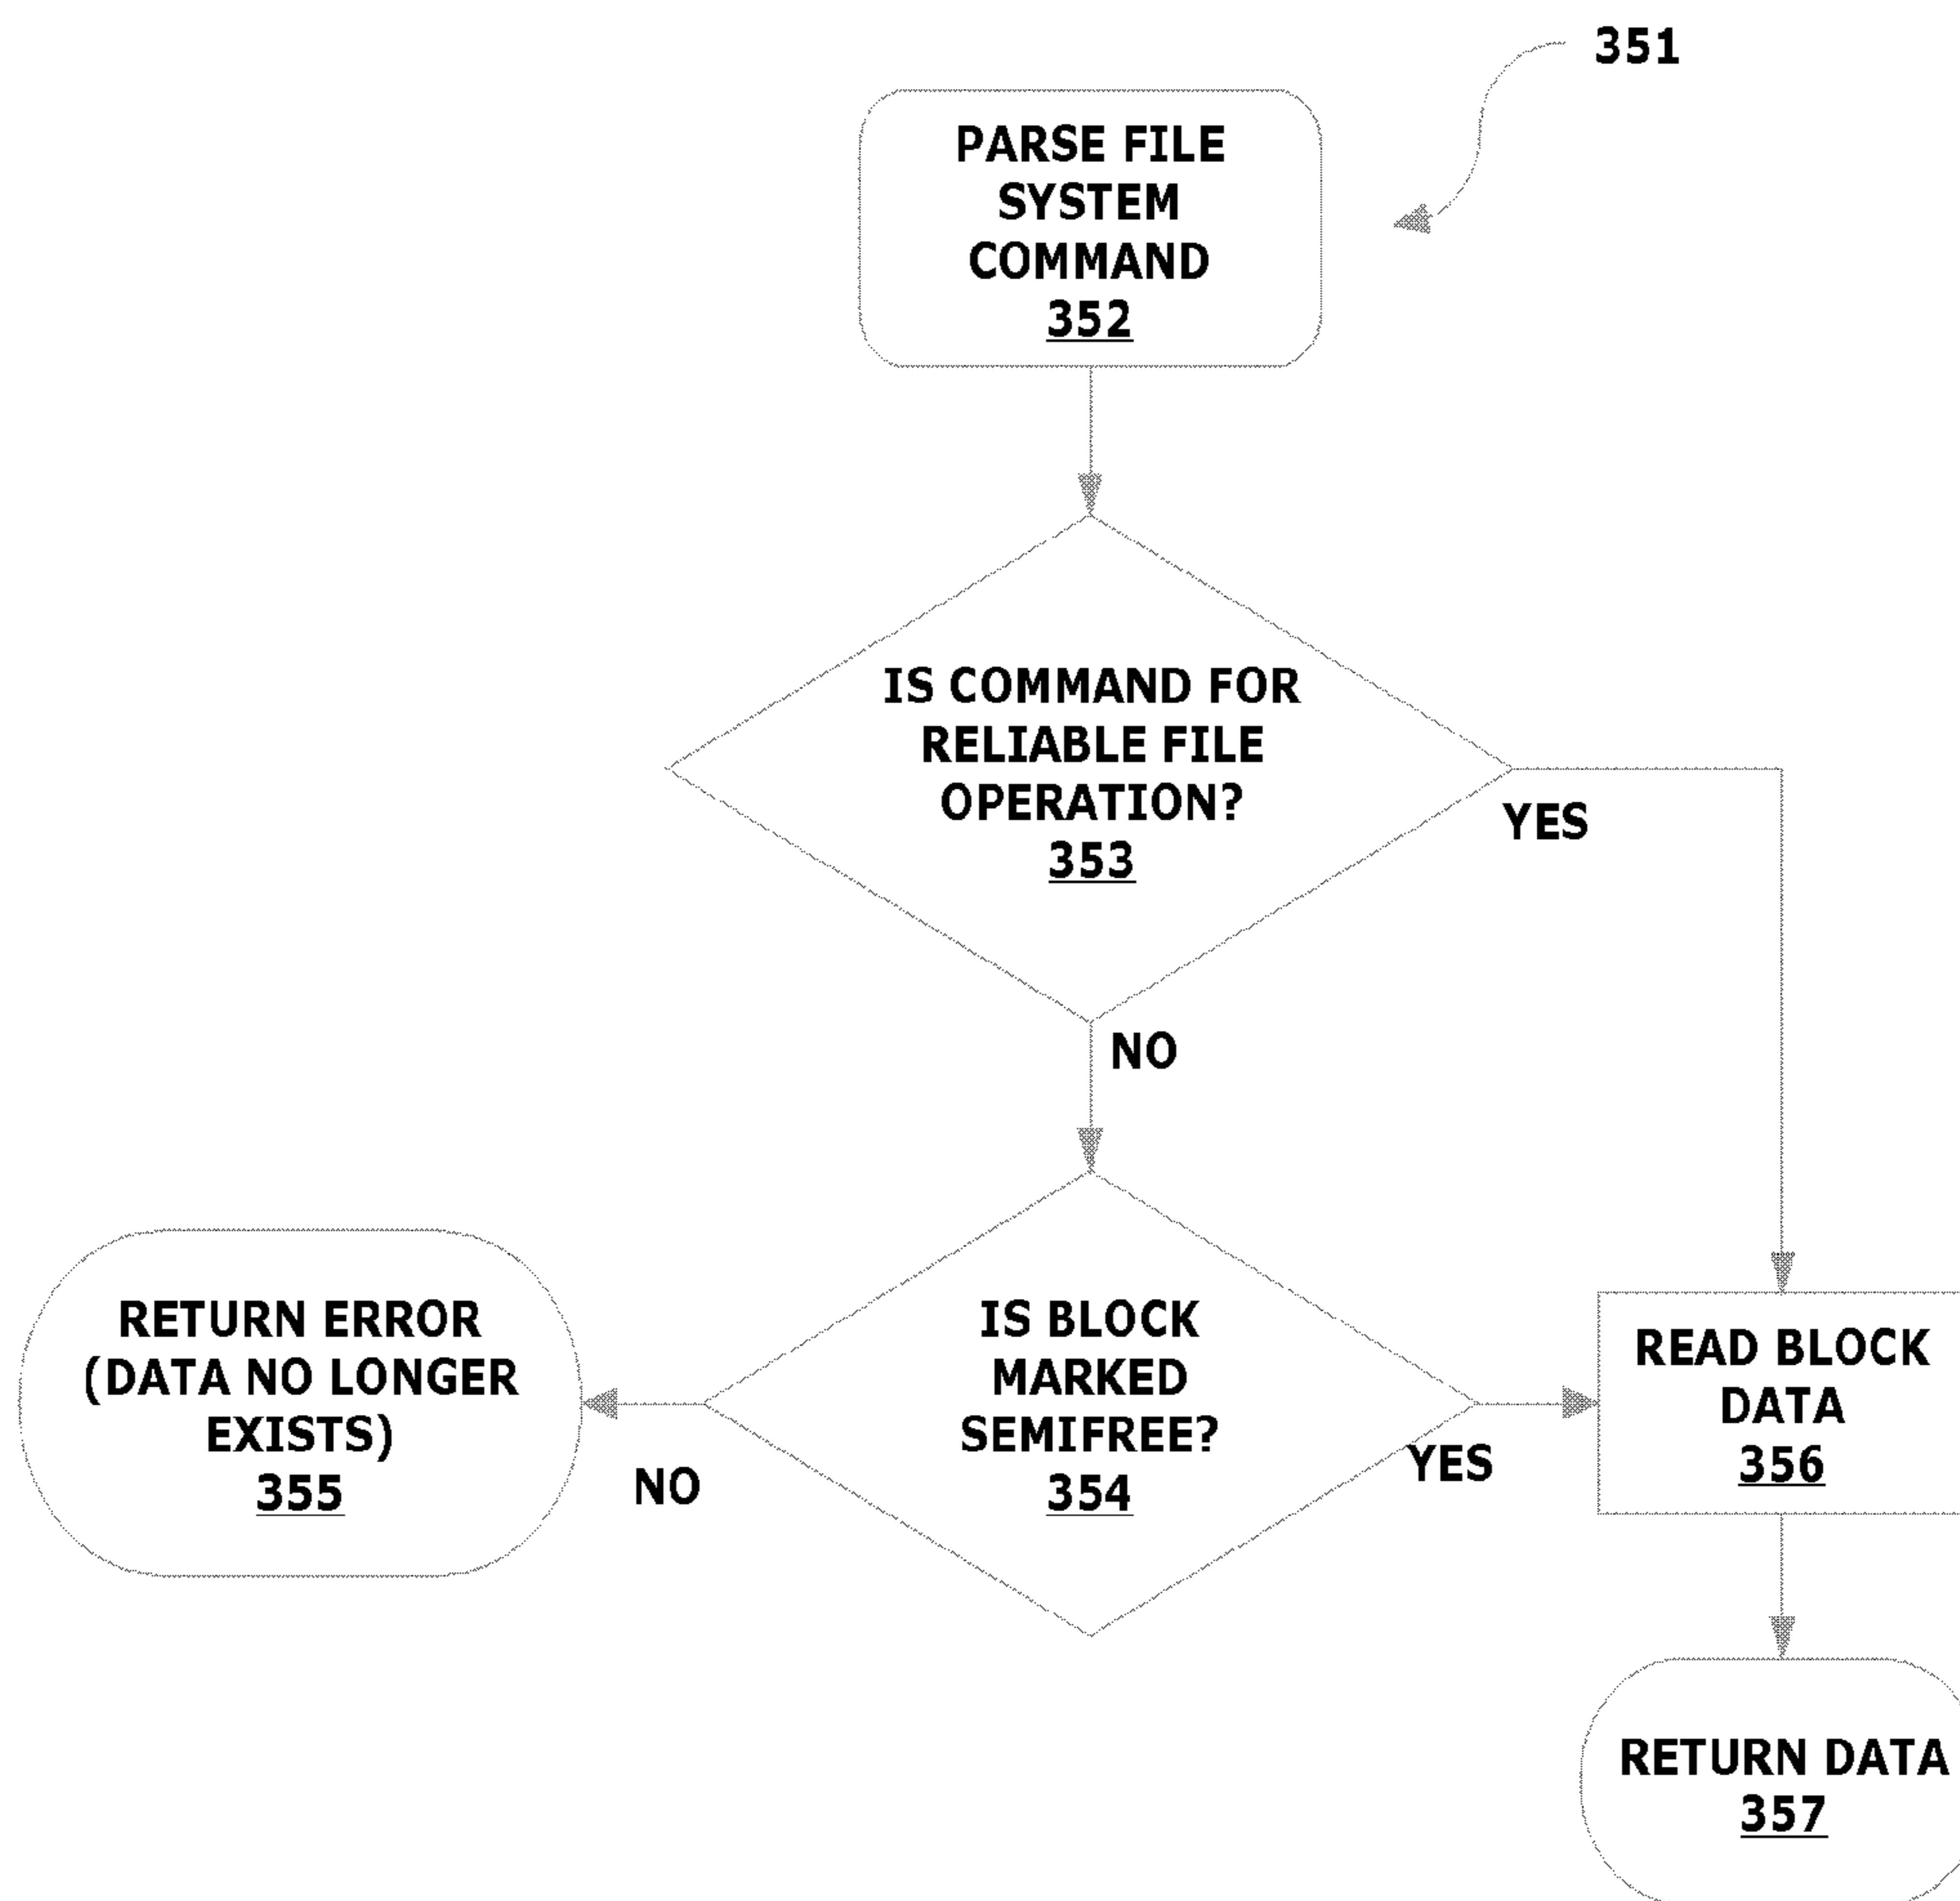 351
PARSE FILE
SYSTEM
COMMAND
352
IS COMMAND FOR
RELIABLE FILE
OPERATION?
353
YES
NO
RETURN ERROR
(DATA NO LONGER
EXISTS)
355
NO
IS BLOCK
MARKED
SEMIFREE?
354
YES
READ BLOCK
DATA
356
RETURN DATA
357